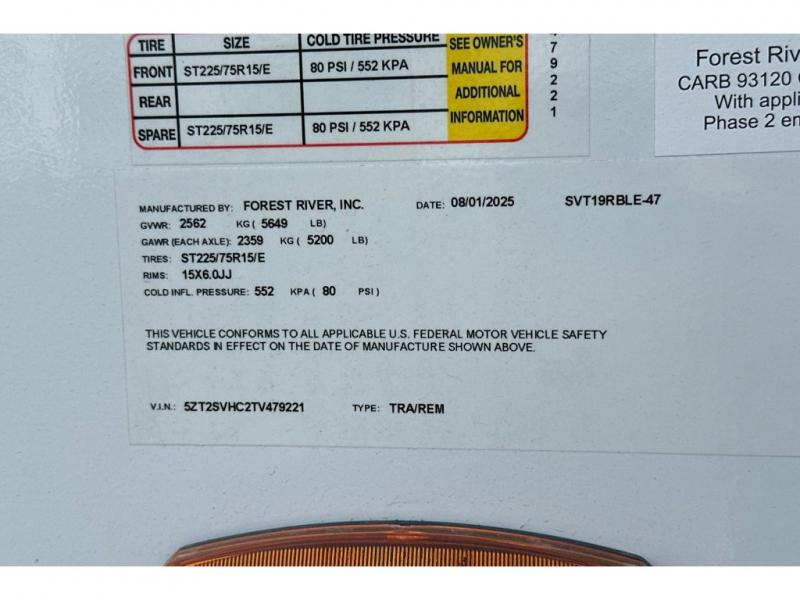 TIRE SIZE COLD TIRE PRESSURE SEE OWNER'S
FRONT ST225/75R15/E 80 PSI / 552 KPA MANUAL FOR
REAR ADDITIONAL
SPARE ST225/75R15/E 80 PSI / 552 KPA INFORMATION
7
9
2
2
1
Forest Riv
CARB 93120
With appli
Phase 2 em
MANUFACTURED BY: FOREST RIVER, INC. DATE: 08/01/2025 SVT19RBLE-47
GVWR: 2562 KG ( 5649 LB)
GAWR (EACH AXLE): 2359 KG ( 5200 LB)
TIRES: ST225/75R15/E
RIMS: 15X6.0JJ
COLD INFL. PRESSURE: 552 KPA ( 80 PSI )
THIS VEHICLE CONFORMS TO ALL APPLICABLE U.S. FEDERAL MOTOR VEHICLE SAFETY
STANDARDS IN EFFECT ON THE DATE OF MANUFACTURE SHOWN ABOVE.
V.I.N.: 5ZT2SVHC2TV479221 TYPE: TRA/REM